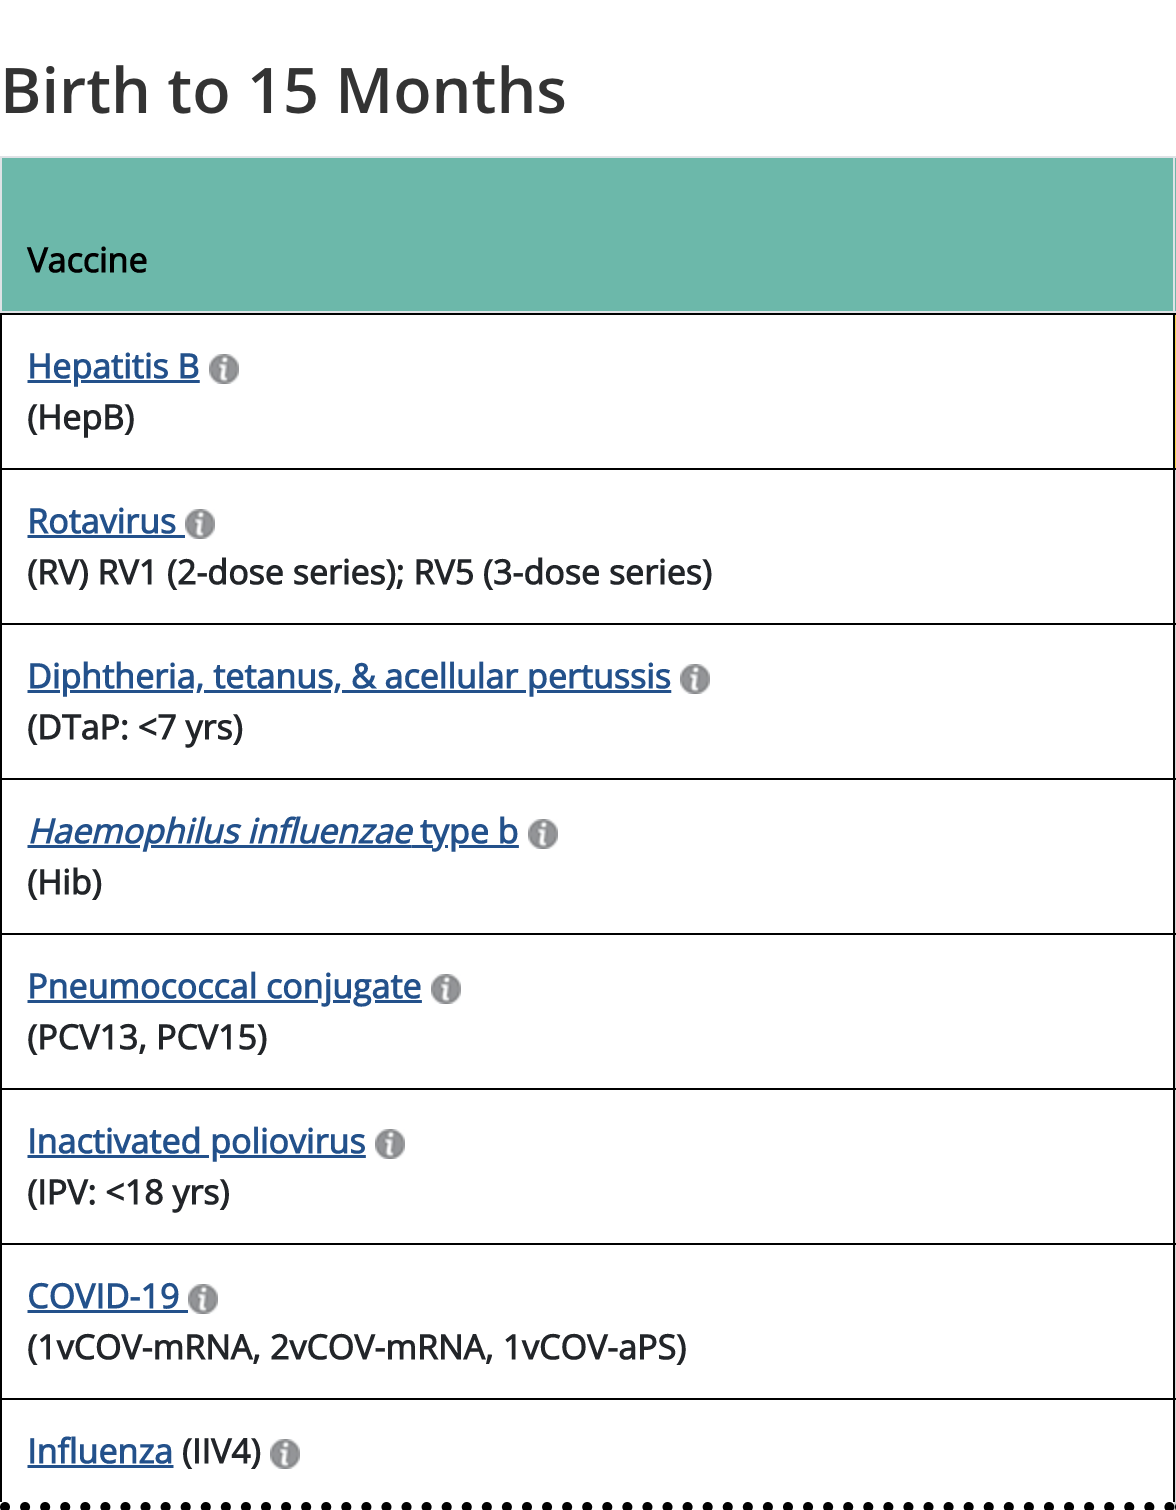 Birth to 15 Months
Vaccine
Hepatitis B
(HepB)
Rotavirus
(RV) RV1 (2-dose series); RV5 (3-dose series)
Diphtheria, tetanus, & acellular pertussis
(DTaP: <7 yrs)
Haemophilus influenzae type b
(Hib)
Pneumococcal conjugate
(PCV13, PCV15)
Inactivated poliovirus
(IPV: <18 yrs)
COVID-19
(1vCOV-mRNA, 2vCOV-mRNA, 1vCOV-aPS)
Influenza (IIV4)